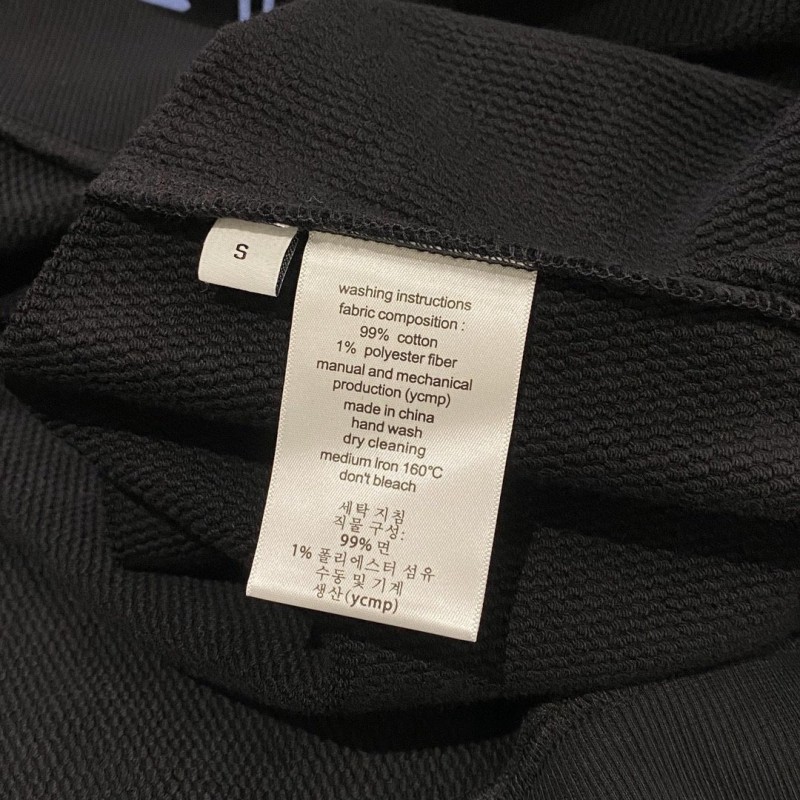 S
washing instructions
fabric composition :
99% cotton
1% polyester fiber
manual and mechanical
production (ycmp)
made in china
hand wash
dry cleaning
medium Iron 160℃
don't bleach
세탁 지침
직물 구성:
99% 면
1% 폴리에스터 섬유
수동 및 기계
생산(ycmp)